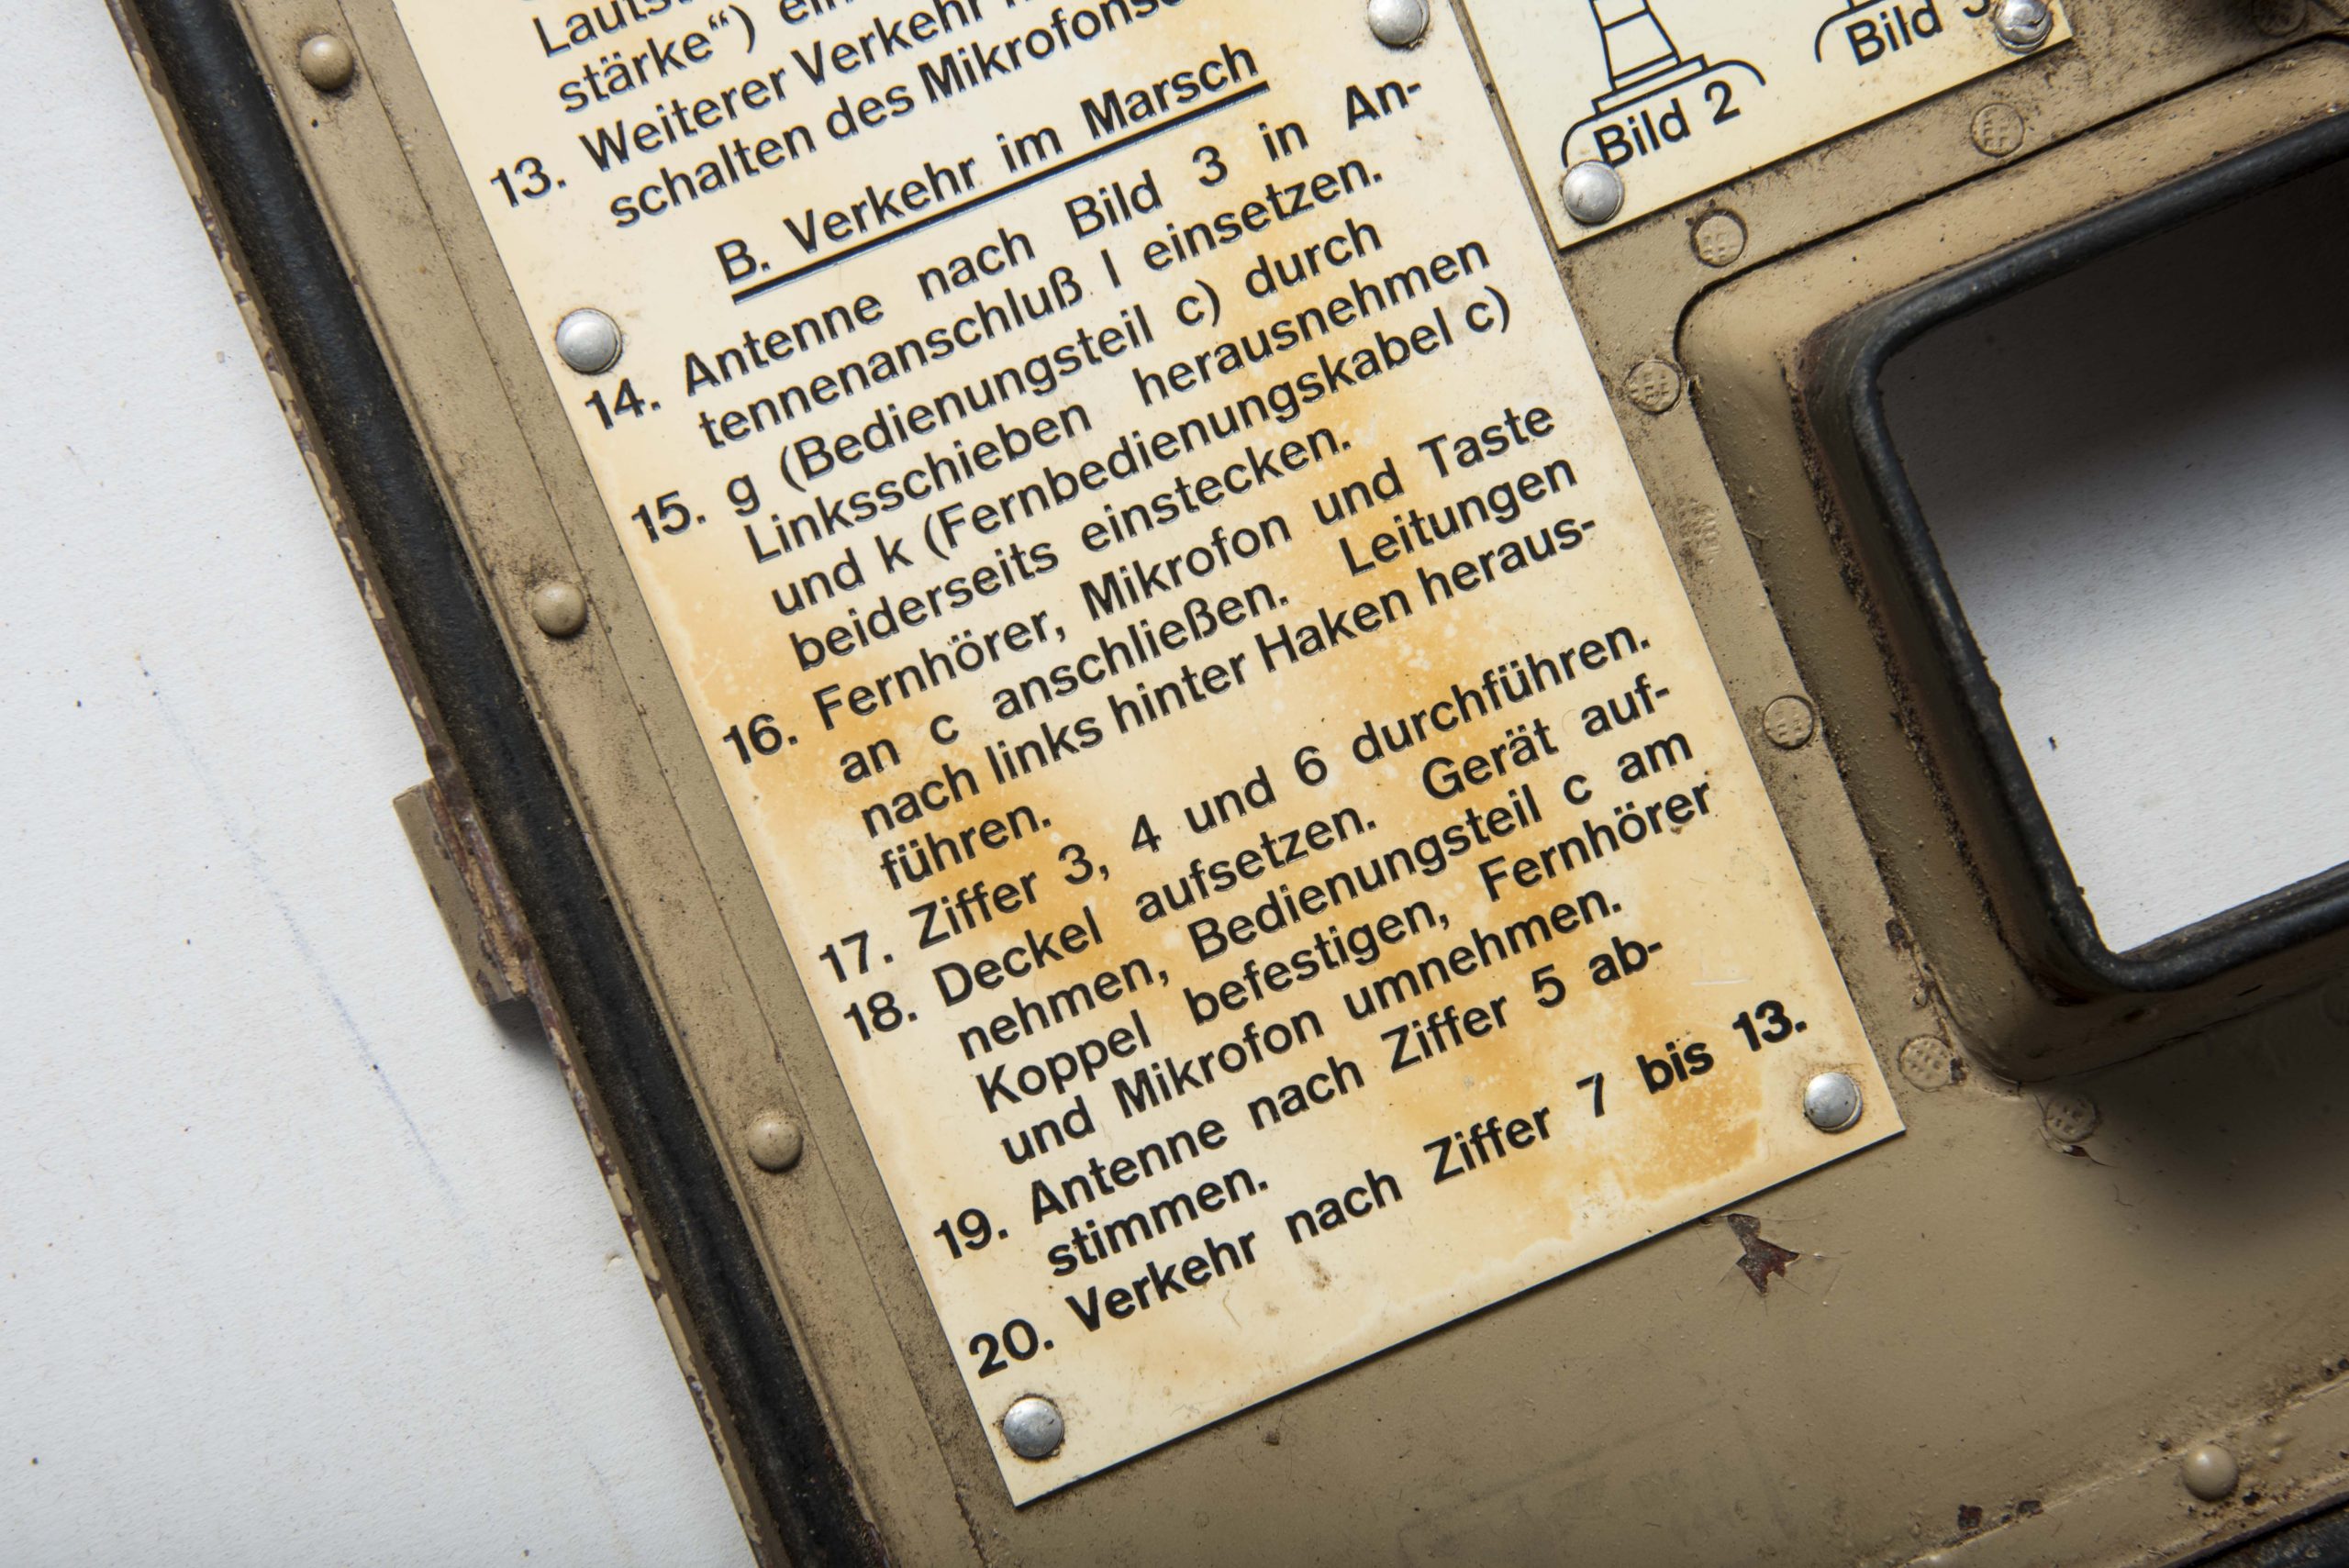 stärke“)
13. Weiterer Verkehr
schalten des
B. Verkehr im Marsch
14. Antenne nach Bild 3 in An-
tennenanschluß l einsetzen.
15. g (Bedienungsteil c) durch
Linksschieben herausnehmen
und k (Fernbedienungskabel c)
beiderseits einstecken.
16. Fernhörer, Mikrofon und Taste
an c anschließen. Leitungen
nach links hinter Haken heraus-
führen.
17. Ziffer 3, 4 und 6 durchführen.
18. Deckel aufsetzen. Gerät auf-
nehmen, Bedienungsteil c am
Koppel befestigen, Fernhörer
und Mikrofon umnehmen.
19. Antenne nach Ziffer 5 ab-
stimmen.
20. Verkehr nach Ziffer 7 bis 13.
Bild 2
Bild